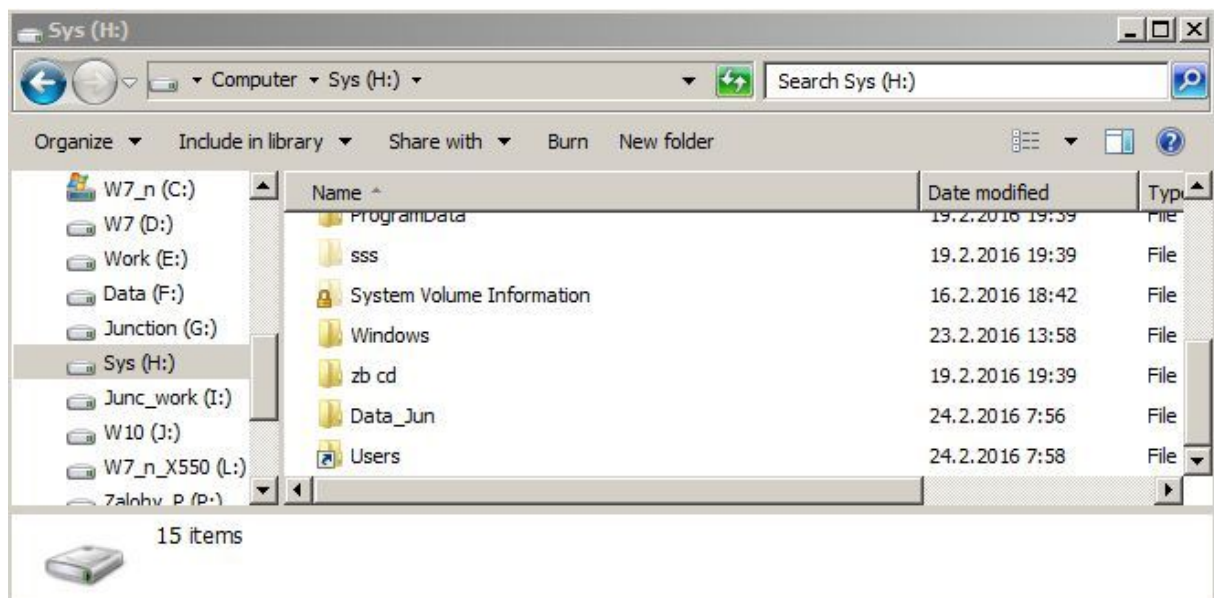 Sys (H:)
Computer Sys (H:) Search Sys (H:)
Organize Include in library Share with Burn New folder
Name Date modified Type
W7_n (C:)
W7 (D:)
Work (E:)
Data (F:)
Junction (G:)
Sys (H:)
Junc_work (I:)
W10 (J:)
W7_n_X550 (L:)
Zalohy_P (P:)
ProgramData 19.2.2016 19:39 File
sss 19.2.2016 19:39 File
System Volume Information 16.2.2016 18:42 File
Windows 23.2.2016 13:58 File
zb cd 19.2.2016 19:39 File
Data_Jun 24.2.2016 7:56 File
Users 24.2.2016 7:58 File
15 items